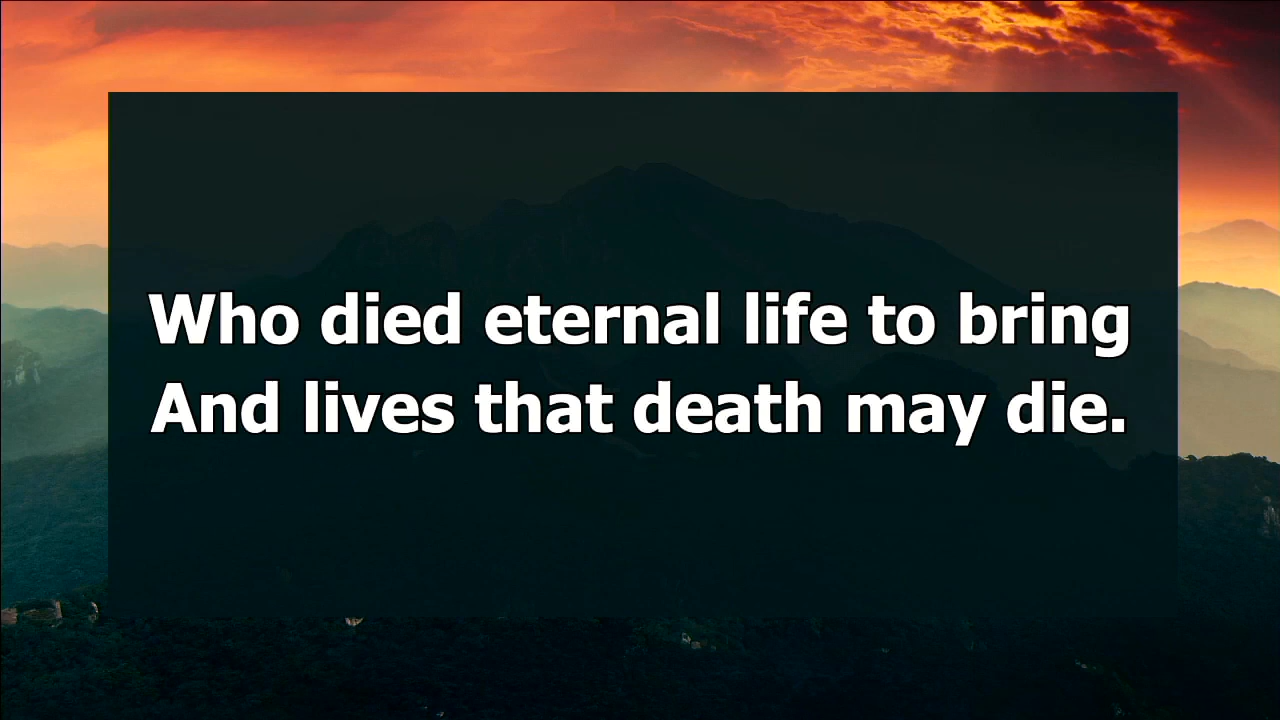 Who died eternal life to bring
And lives that death may die.